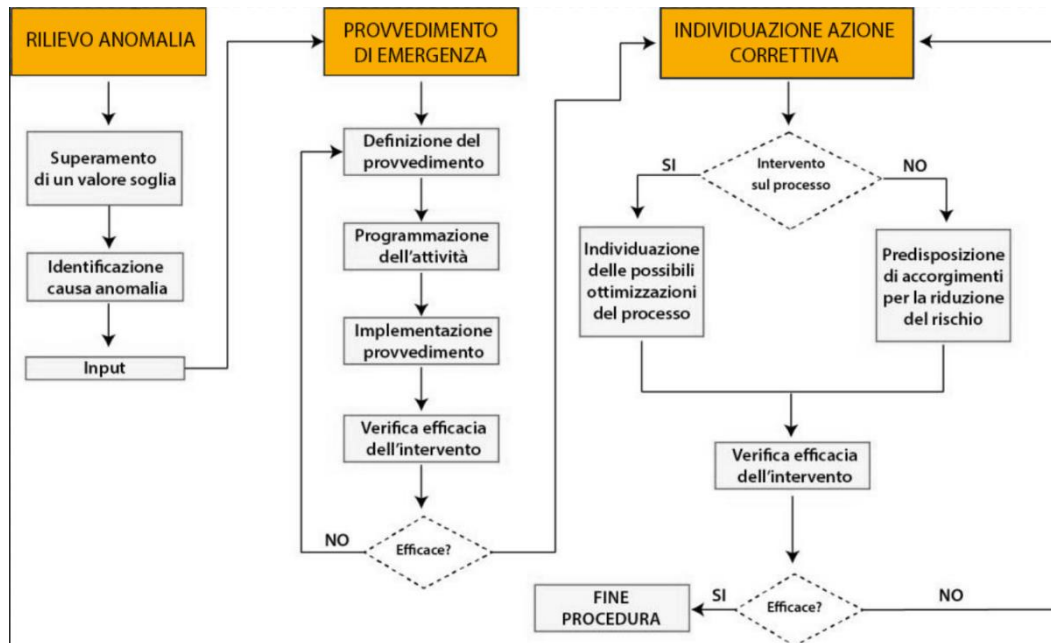 RILIEVO ANOMALIA
Superamento
di un valore soglia
Identificazione
causa anomalia
Input
PROVVEDIMENTO
DI EMERGENZA
Definizione del
provvedimento
Programmazione
dell'attività
Implementazione
provvedimento
Verifica efficacia
dell'intervento
Efficace?
NO
INDIVIDUAZIONE AZIONE
CORRETTIVA
Intervento
sul processo
SI
NO
Individuazione
delle possibili
ottimizzazioni
del processo
Predisposizione
di accorgimenti
per la riduzione
del rischio
Verifica efficacia
dell'intervento
Efficace?
SI
NO
FINE
PROCEDURA